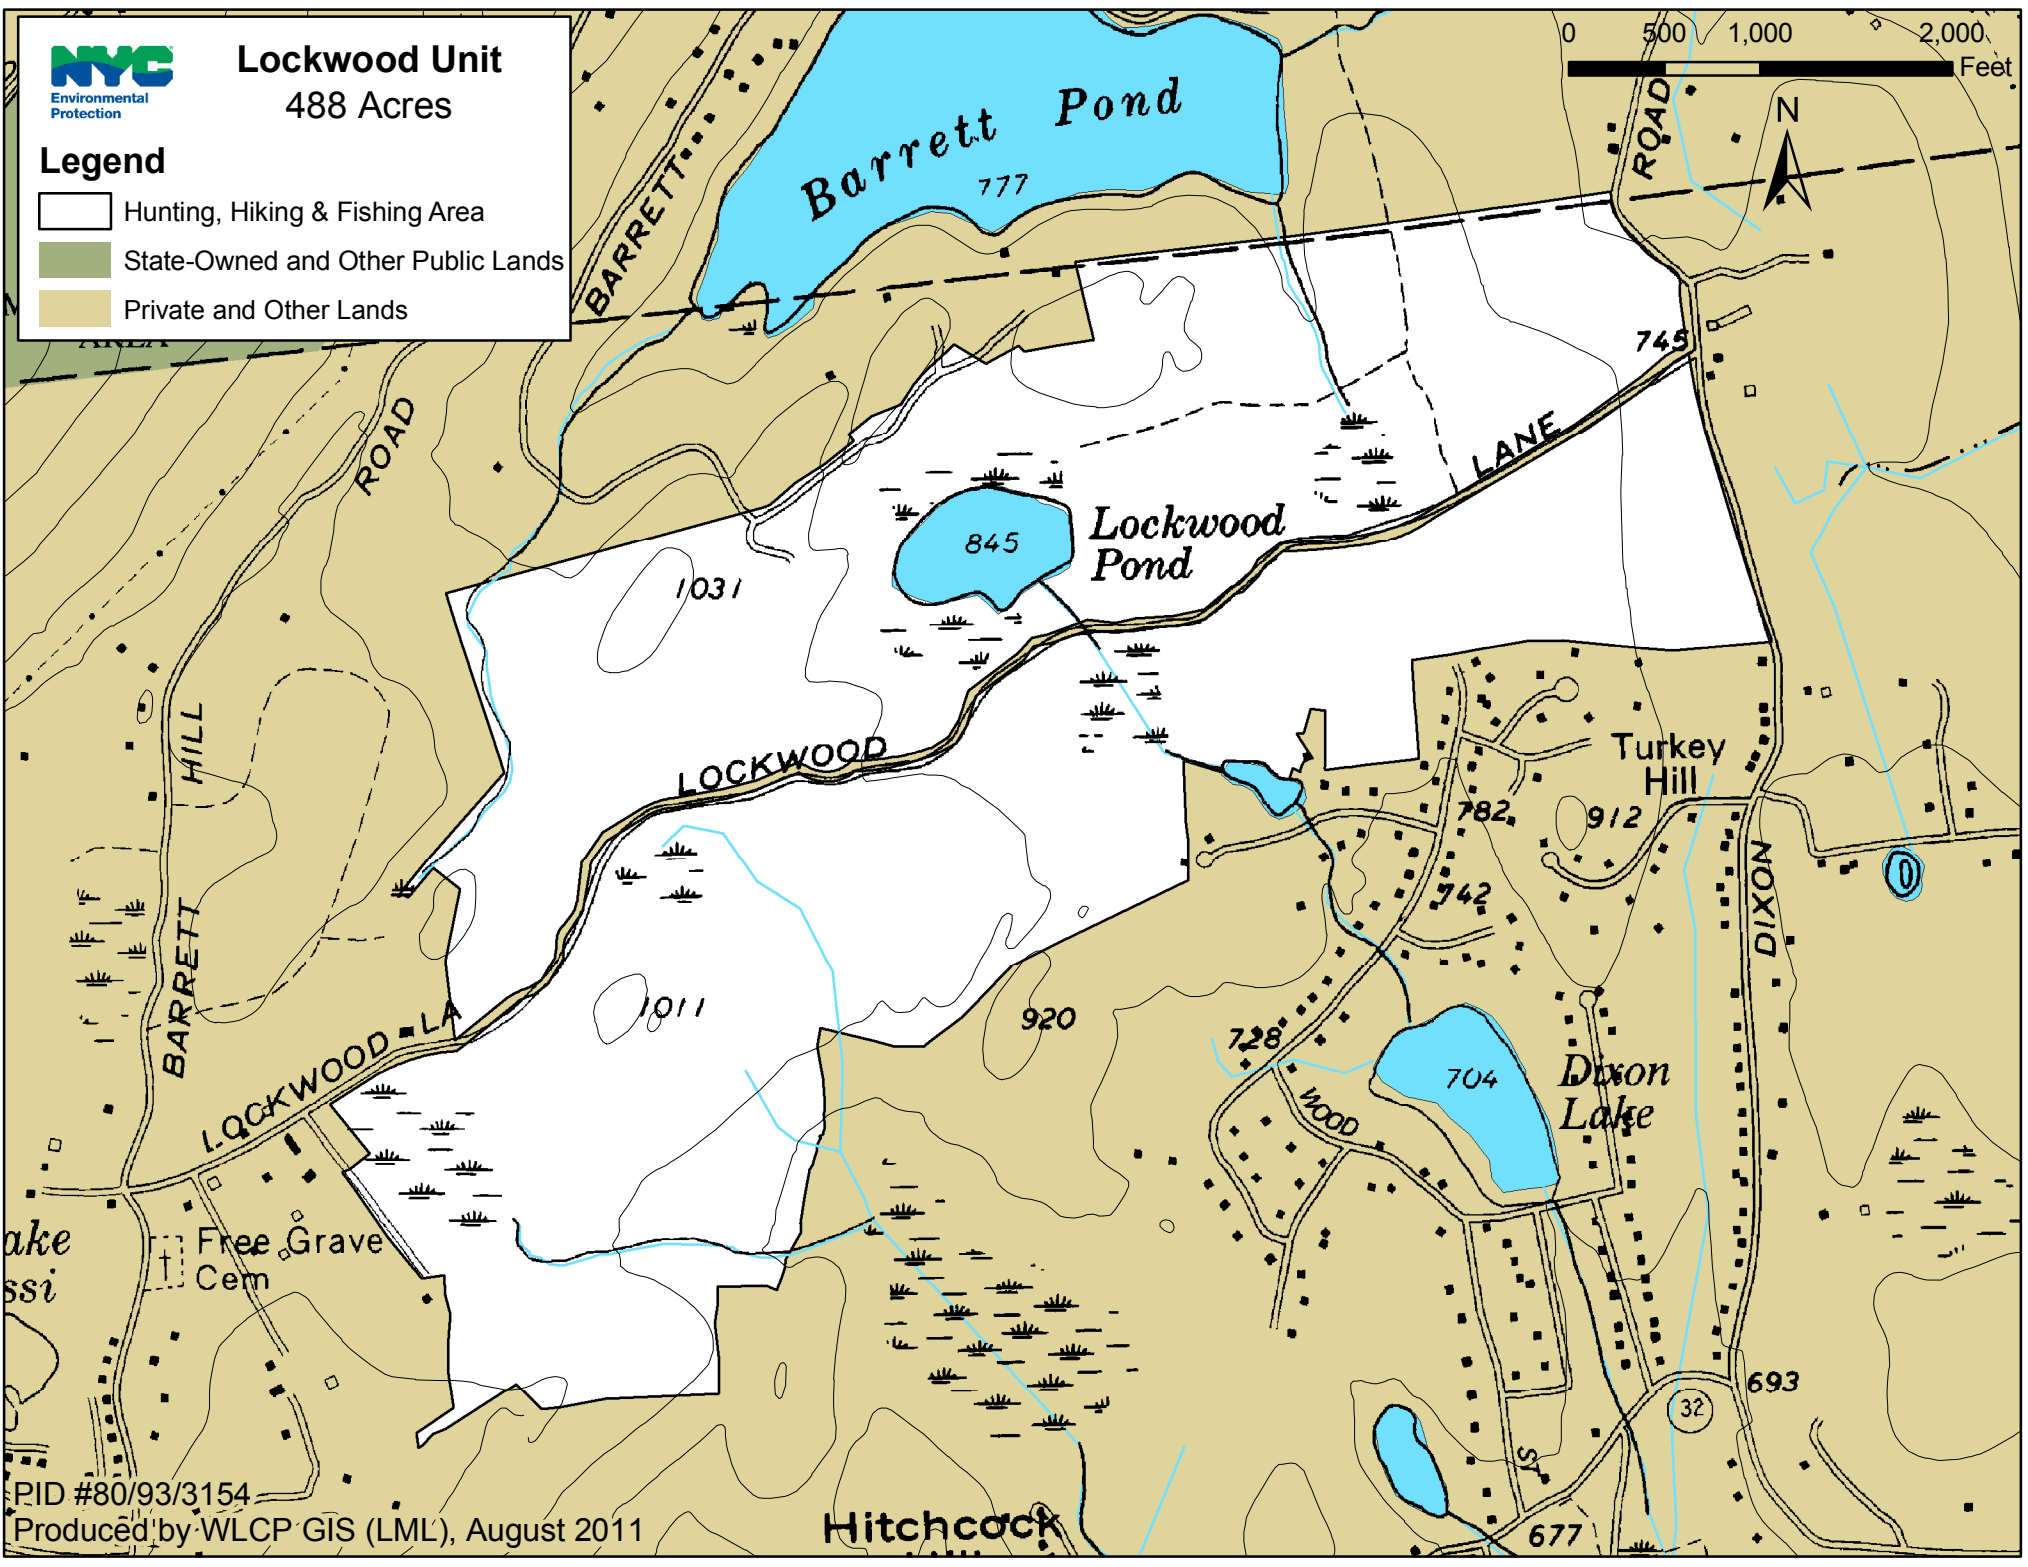 NYC
Environmental
Protection
Lockwood Unit
488 Acres
Legend
Hunting, Hiking & Fishing Area
State-Owned and Other Public Lands
Private and Other Lands
AREA
0 500 1,000 2,000
Feet
N
ROAD
Barrett Pond
777
BARRETT
745
ROAD
LANE
Lockwood
Pond
845
1031
HILL
LOCKWOOD
Turkey
Hill
782
912
742
DIXON
BARRETT
1011
920
LOCKWOOD LA
728
704
Dixon
Lake
WOOD
Free Grave
Cem
ake
ssi
693
32
ST
677
Hitchcock
PID #80/93/3154
Produced by WLCP GIS (LML), August 2011